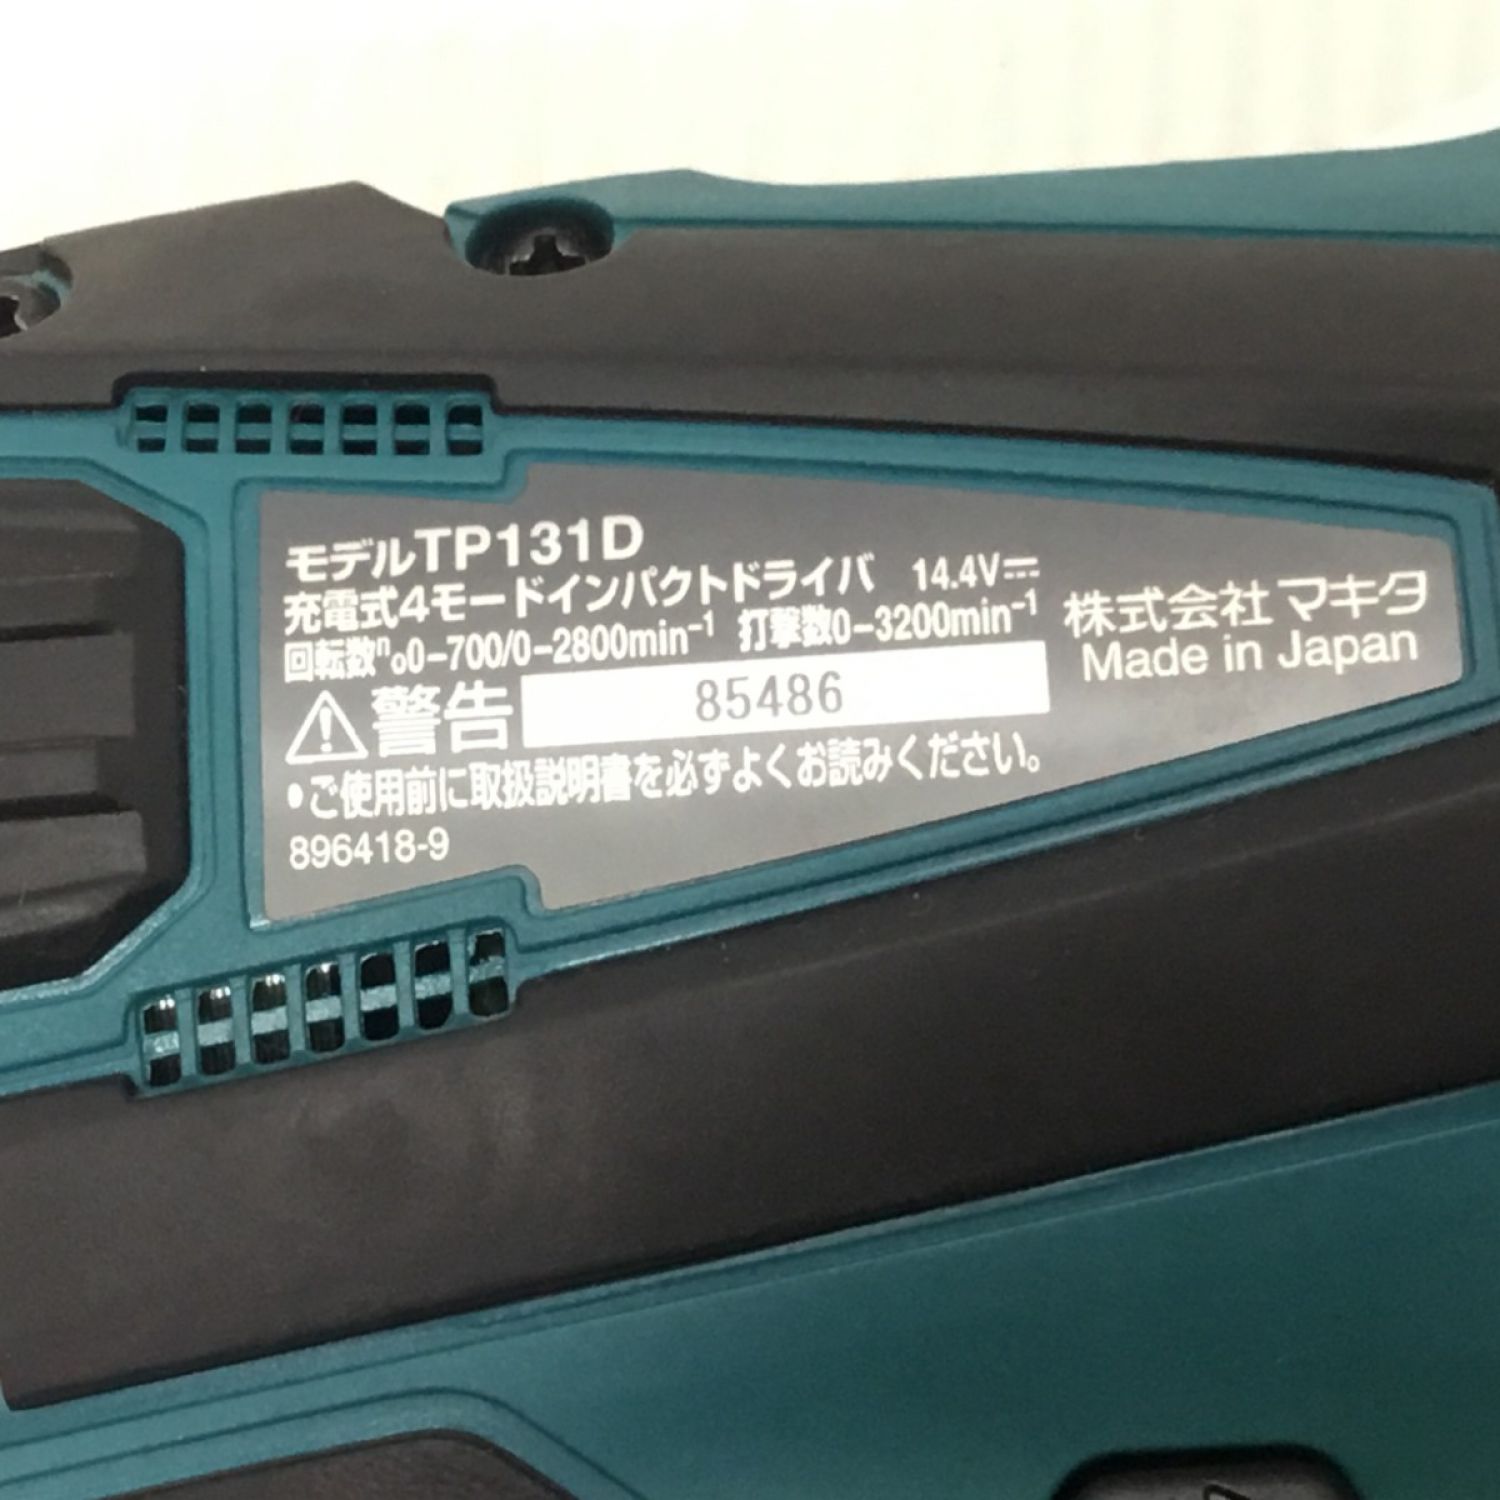 モデルTP131D
充電式4モードインパクトドライバ 14.4V⎓
回転数n₀0-700/0-2800min⁻¹ 打撃数0-3200min⁻¹
⚠警告 85486
•ご使用前に取扱説明書を必ずよくお読みください。
896418-9
株式会社マキタ
Made in Japan